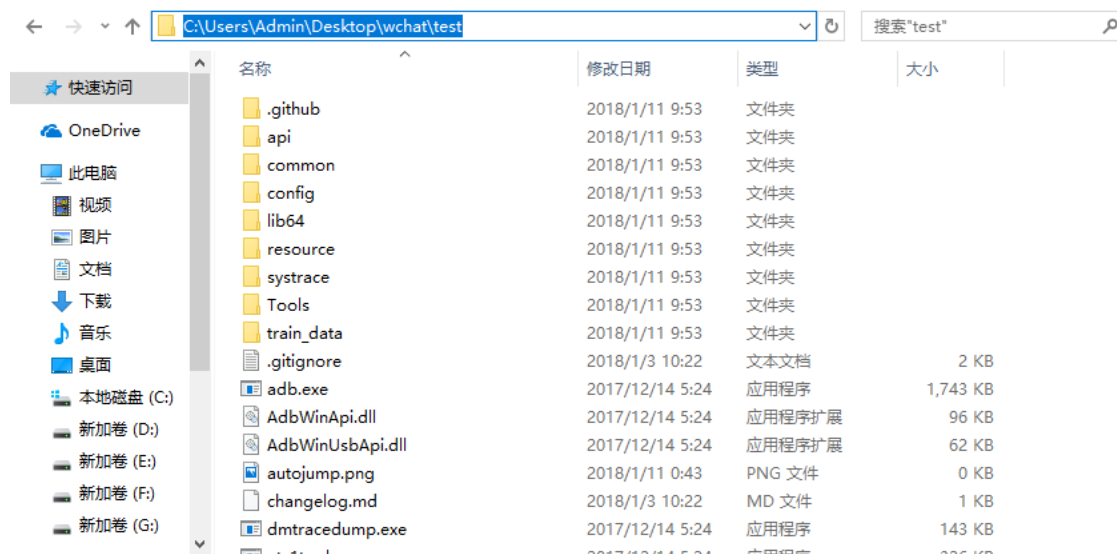 C:\Users\Admin\Desktop\wchat\test
搜索"test"
快速访问
OneDrive
此电脑
视频
图片
文档
下载
音乐
桌面
本地磁盘 (C:)
新加卷 (D:)
新加卷 (E:)
新加卷 (F:)
新加卷 (G:)
名称 修改日期 类型 大小
.github 2018/1/11 9:53 文件夹
api 2018/1/11 9:53 文件夹
common 2018/1/11 9:53 文件夹
config 2018/1/11 9:53 文件夹
lib64 2018/1/11 9:53 文件夹
resource 2018/1/11 9:53 文件夹
systrace 2018/1/11 9:53 文件夹
Tools 2018/1/11 9:53 文件夹
train_data 2018/1/11 9:53 文件夹
.gitignore 2018/1/3 10:22 文本文档 2 KB
adb.exe 2017/12/14 5:24 应用程序 1,743 KB
AdbWinApi.dll 2017/12/14 5:24 应用程序扩展 96 KB
AdbWinUsbApi.dll 2017/12/14 5:24 应用程序扩展 62 KB
autojump.png 2018/1/11 0:43 PNG 文件 0 KB
changelog.md 2018/1/3 10:22 MD 文件 1 KB
dmtracedump.exe 2017/12/14 5:24 应用程序 143 KB